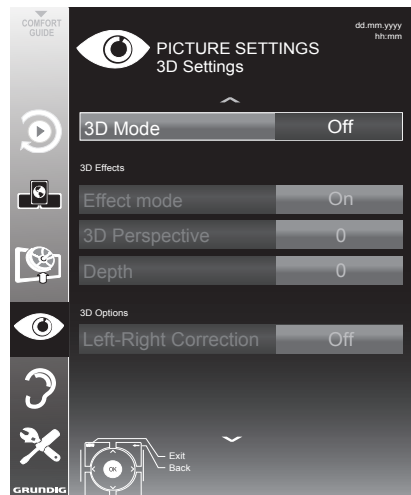 COMFORT
GUIDE
PICTURE SETTINGS
dd.mm.yyyy
hh:mm
3D Settings
3D Mode Off
3D Effects
Effect mode On
3D Perspective 0
Depth 0
3D Options
Left-Right Correction Off
Exit
OK
Back
GRUNDIG